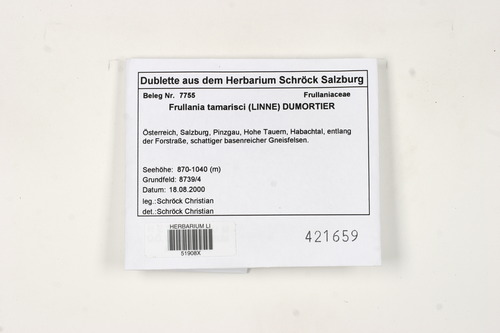 Dublette aus dem Herbarium Schröck Salzburg
Beleg Nr. 7755 Frullaniaceae
Frullania tamarisci (LINNE) DUMORTIER
Österreich, Salzburg, Pinzgau, Hohe Tauern, Habachtal, entlang
der Forstraße, schattiger basenreicher Gneisfelsen.
Seehöhe: 870-1040 (m)
Grundfeld: 8739/4
Datum: 18.08.2000
leg.:Schröck Christian
det.:Schröck Christian
HERBARIUM LI
51908X
421659